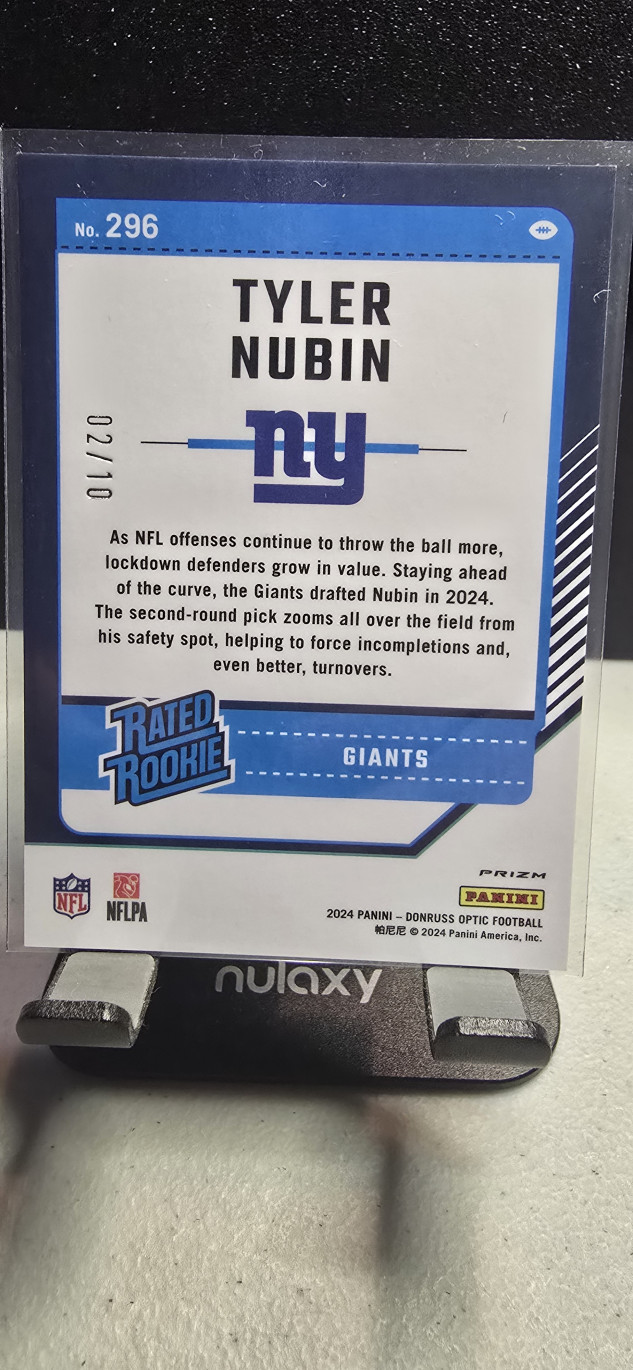 No. 296
TYLER
NUBIN
ny
02/10
As NFL offenses continue to throw the ball more,
lockdown defenders grow in value. Staying ahead
of the curve, the Giants drafted Nubin in 2024.
The second-round pick zooms all over the field from
his safety spot, helping to force incompletions and,
even better, turnovers.
RATED
ROOKIE
GIANTS
PRIZM
NFL
NFLPA
PANINI
2024 PANINI – DONRUSS OPTIC FOOTBALL
帕尼尼 © 2024 Panini America, Inc.
nulaxy